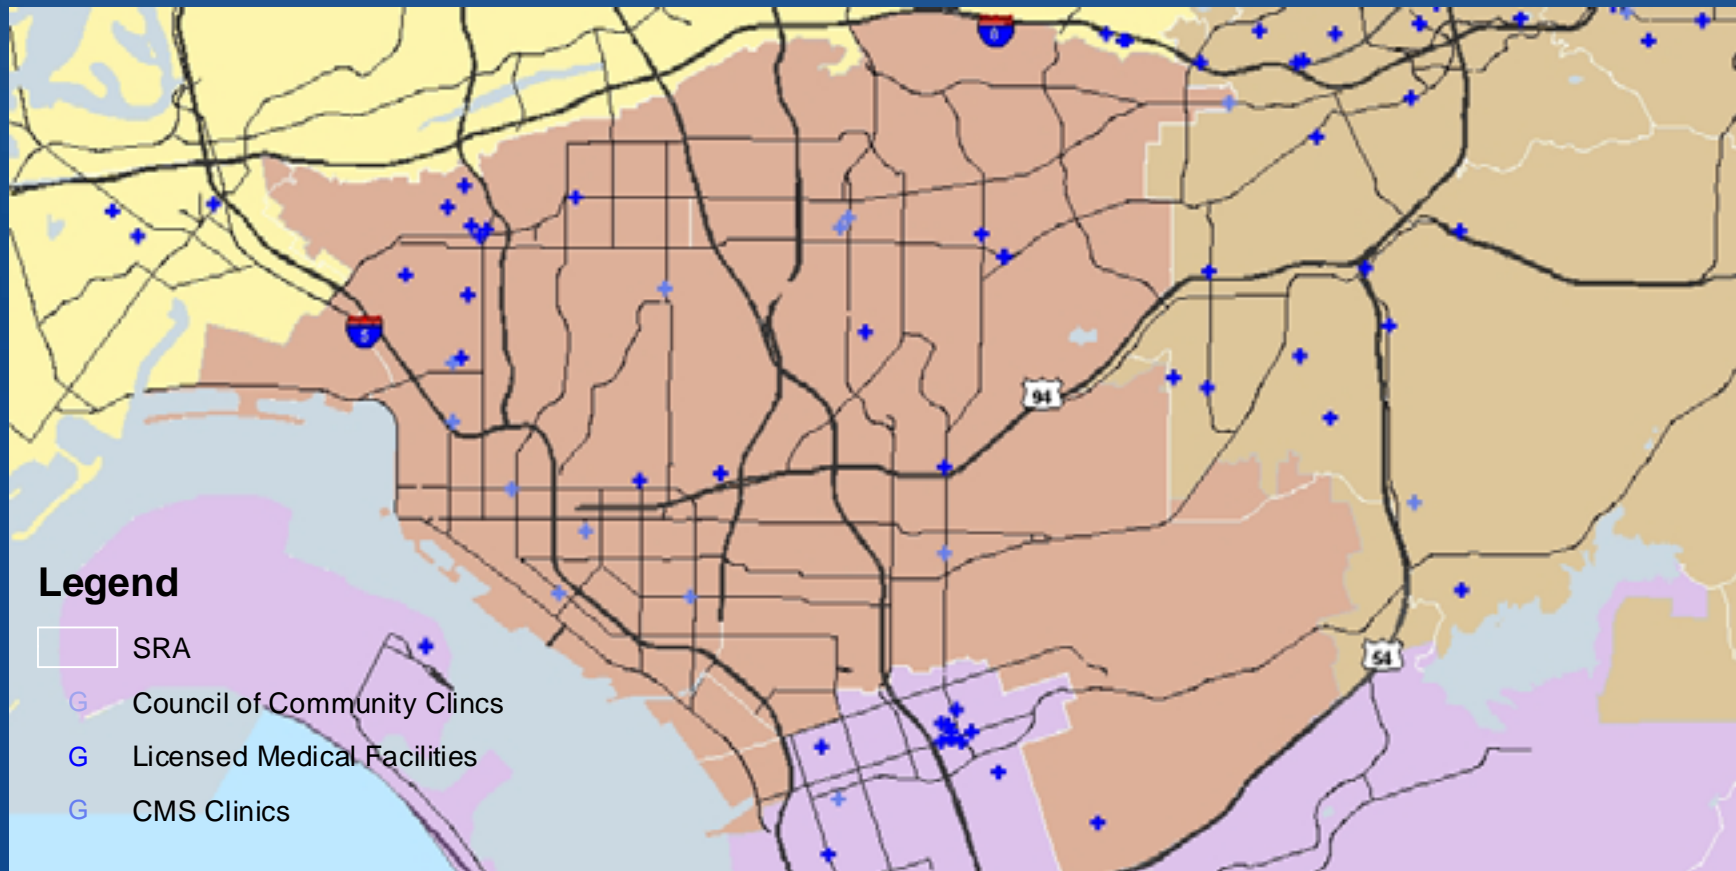 8
94
5
Legend
SRA
54
G Council of Community Clincs
G Licensed Medical Facilities
G CMS Clinics